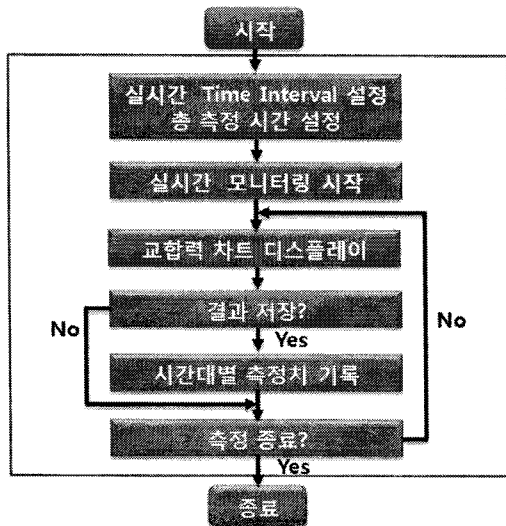 시작
실시간 Time Interval 설정
총 측정 시간 설정
실시간 모니터링 시작
교합력 차트 디스플레이
결과 저장?
No
No
Yes
시간대별 측정치 기록
측정 종료?
Yes
종료